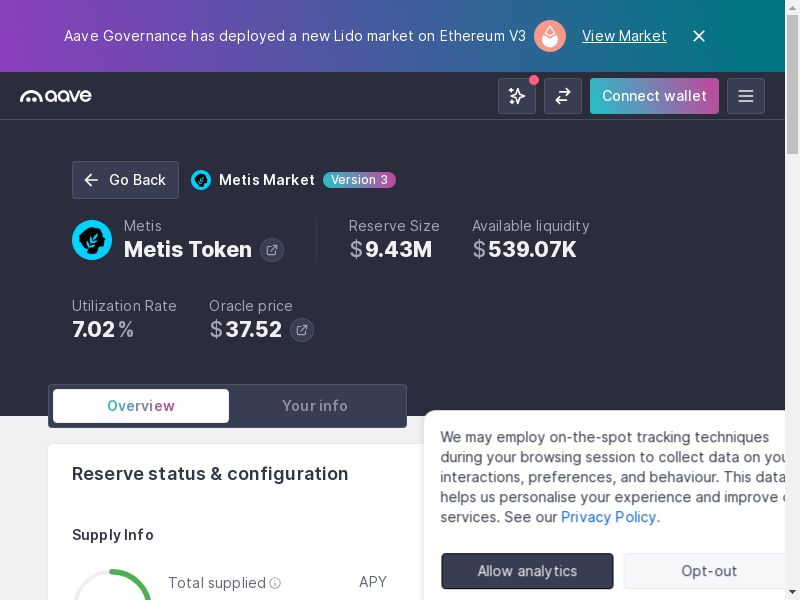 Aave Governance has deployed a new Lido market on Ethereum V3 View Market
aave
Connect wallet
Go Back Metis Market Version 3
Metis
Metis Token
Reserve Size
$9.43M
Available liquidity
$539.07K
Utilization Rate
7.02%
Oracle price
$37.52
Overview Your info
Reserve status & configuration
Supply Info
Total supplied APY
We may employ on-the-spot tracking techniques
during your browsing session to collect data on you
interactions, preferences, and behaviour. This data
helps us personalise your experience and improve
services. See our Privacy Policy.
Allow analytics Opt-out